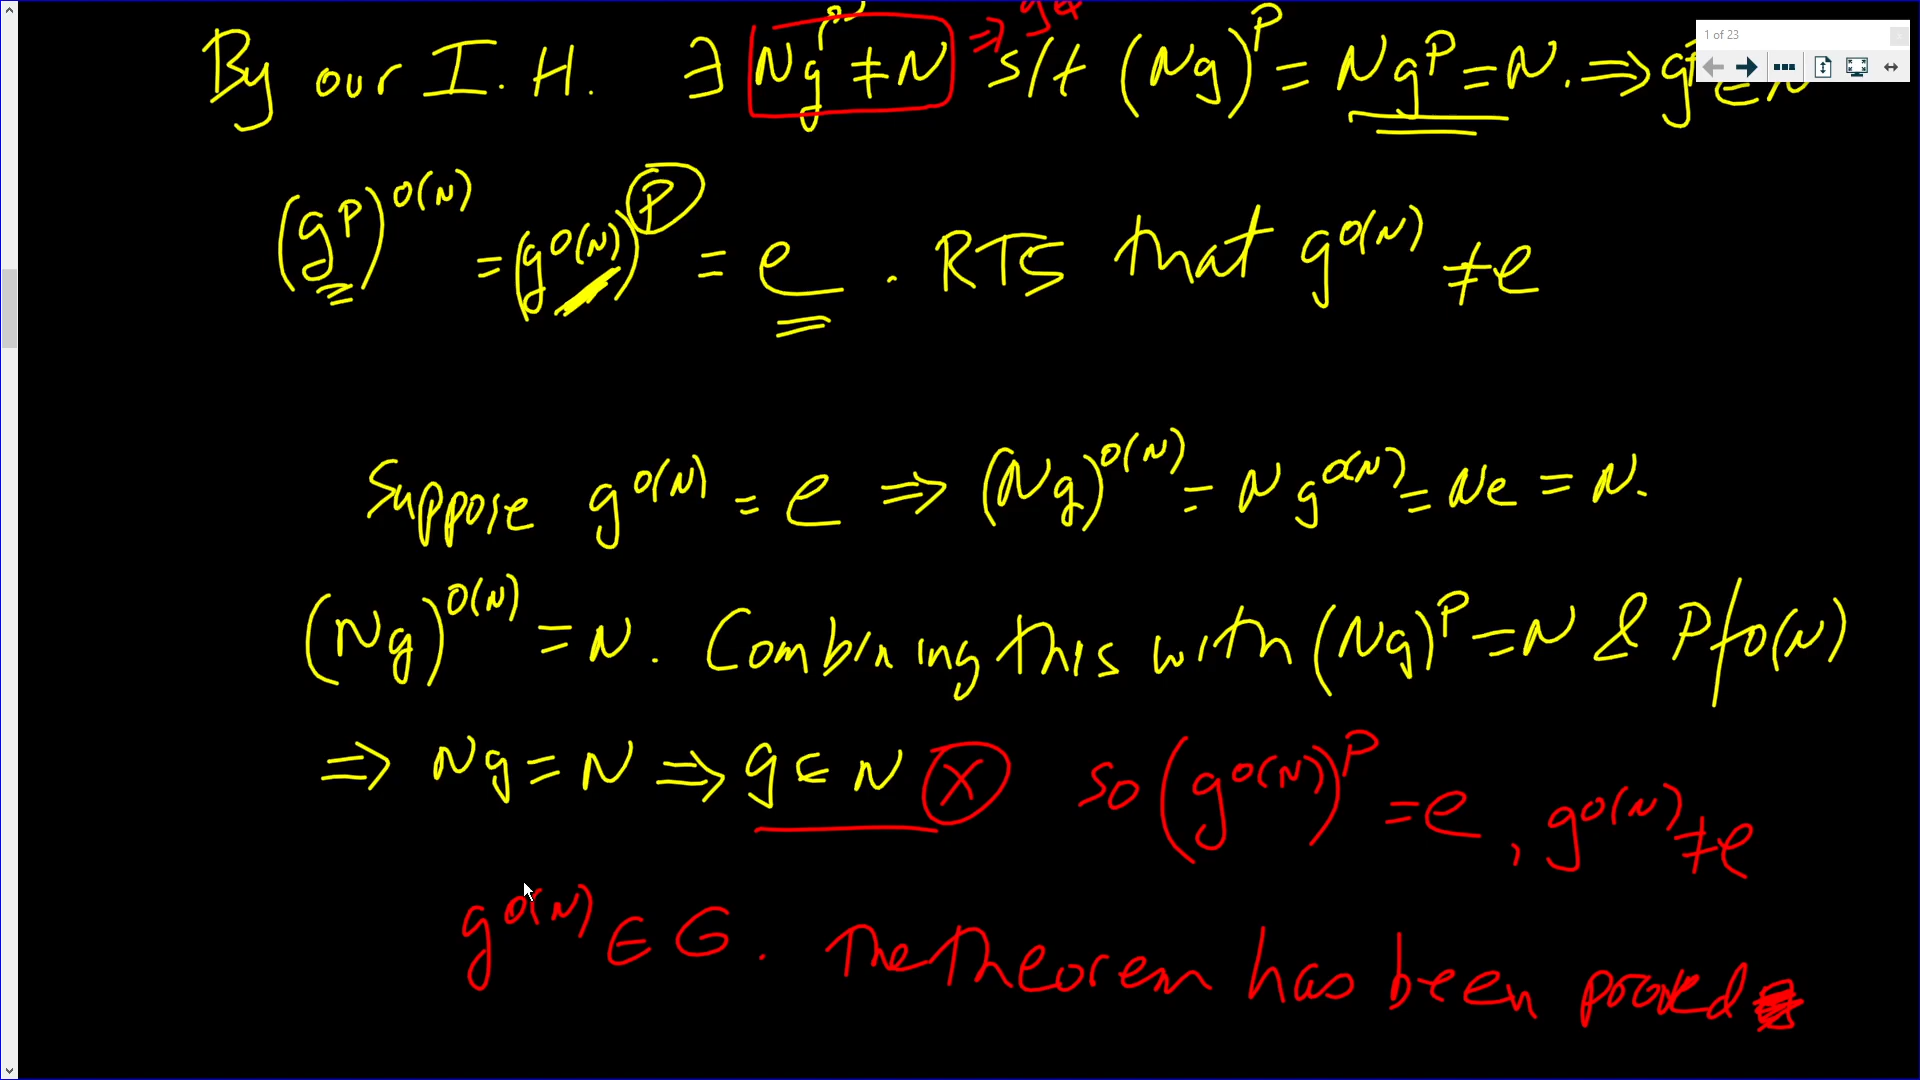 1 of 23
By our I.H. ∃ Ng ≠ N s/t (Ng)^P = Ng^P = N. ⇒ g^P ∈ N
(g^P)^o(N) = (g^o(N))^P = e. RTS that g^o(N) ≠ e
Suppose g^o(N) = e ⇒ (Ng)^o(N) = Ng^o(N) = Ne = N.
(Ng)^o(N) = N. Combining this with (Ng)^P = N & P∤o(N)
⇒ Ng = N ⇒ g ∈ N X so (g^o(N))^P = e, g^o(N) ≠ e
g^o(N) ∈ G. The theorem has been proved